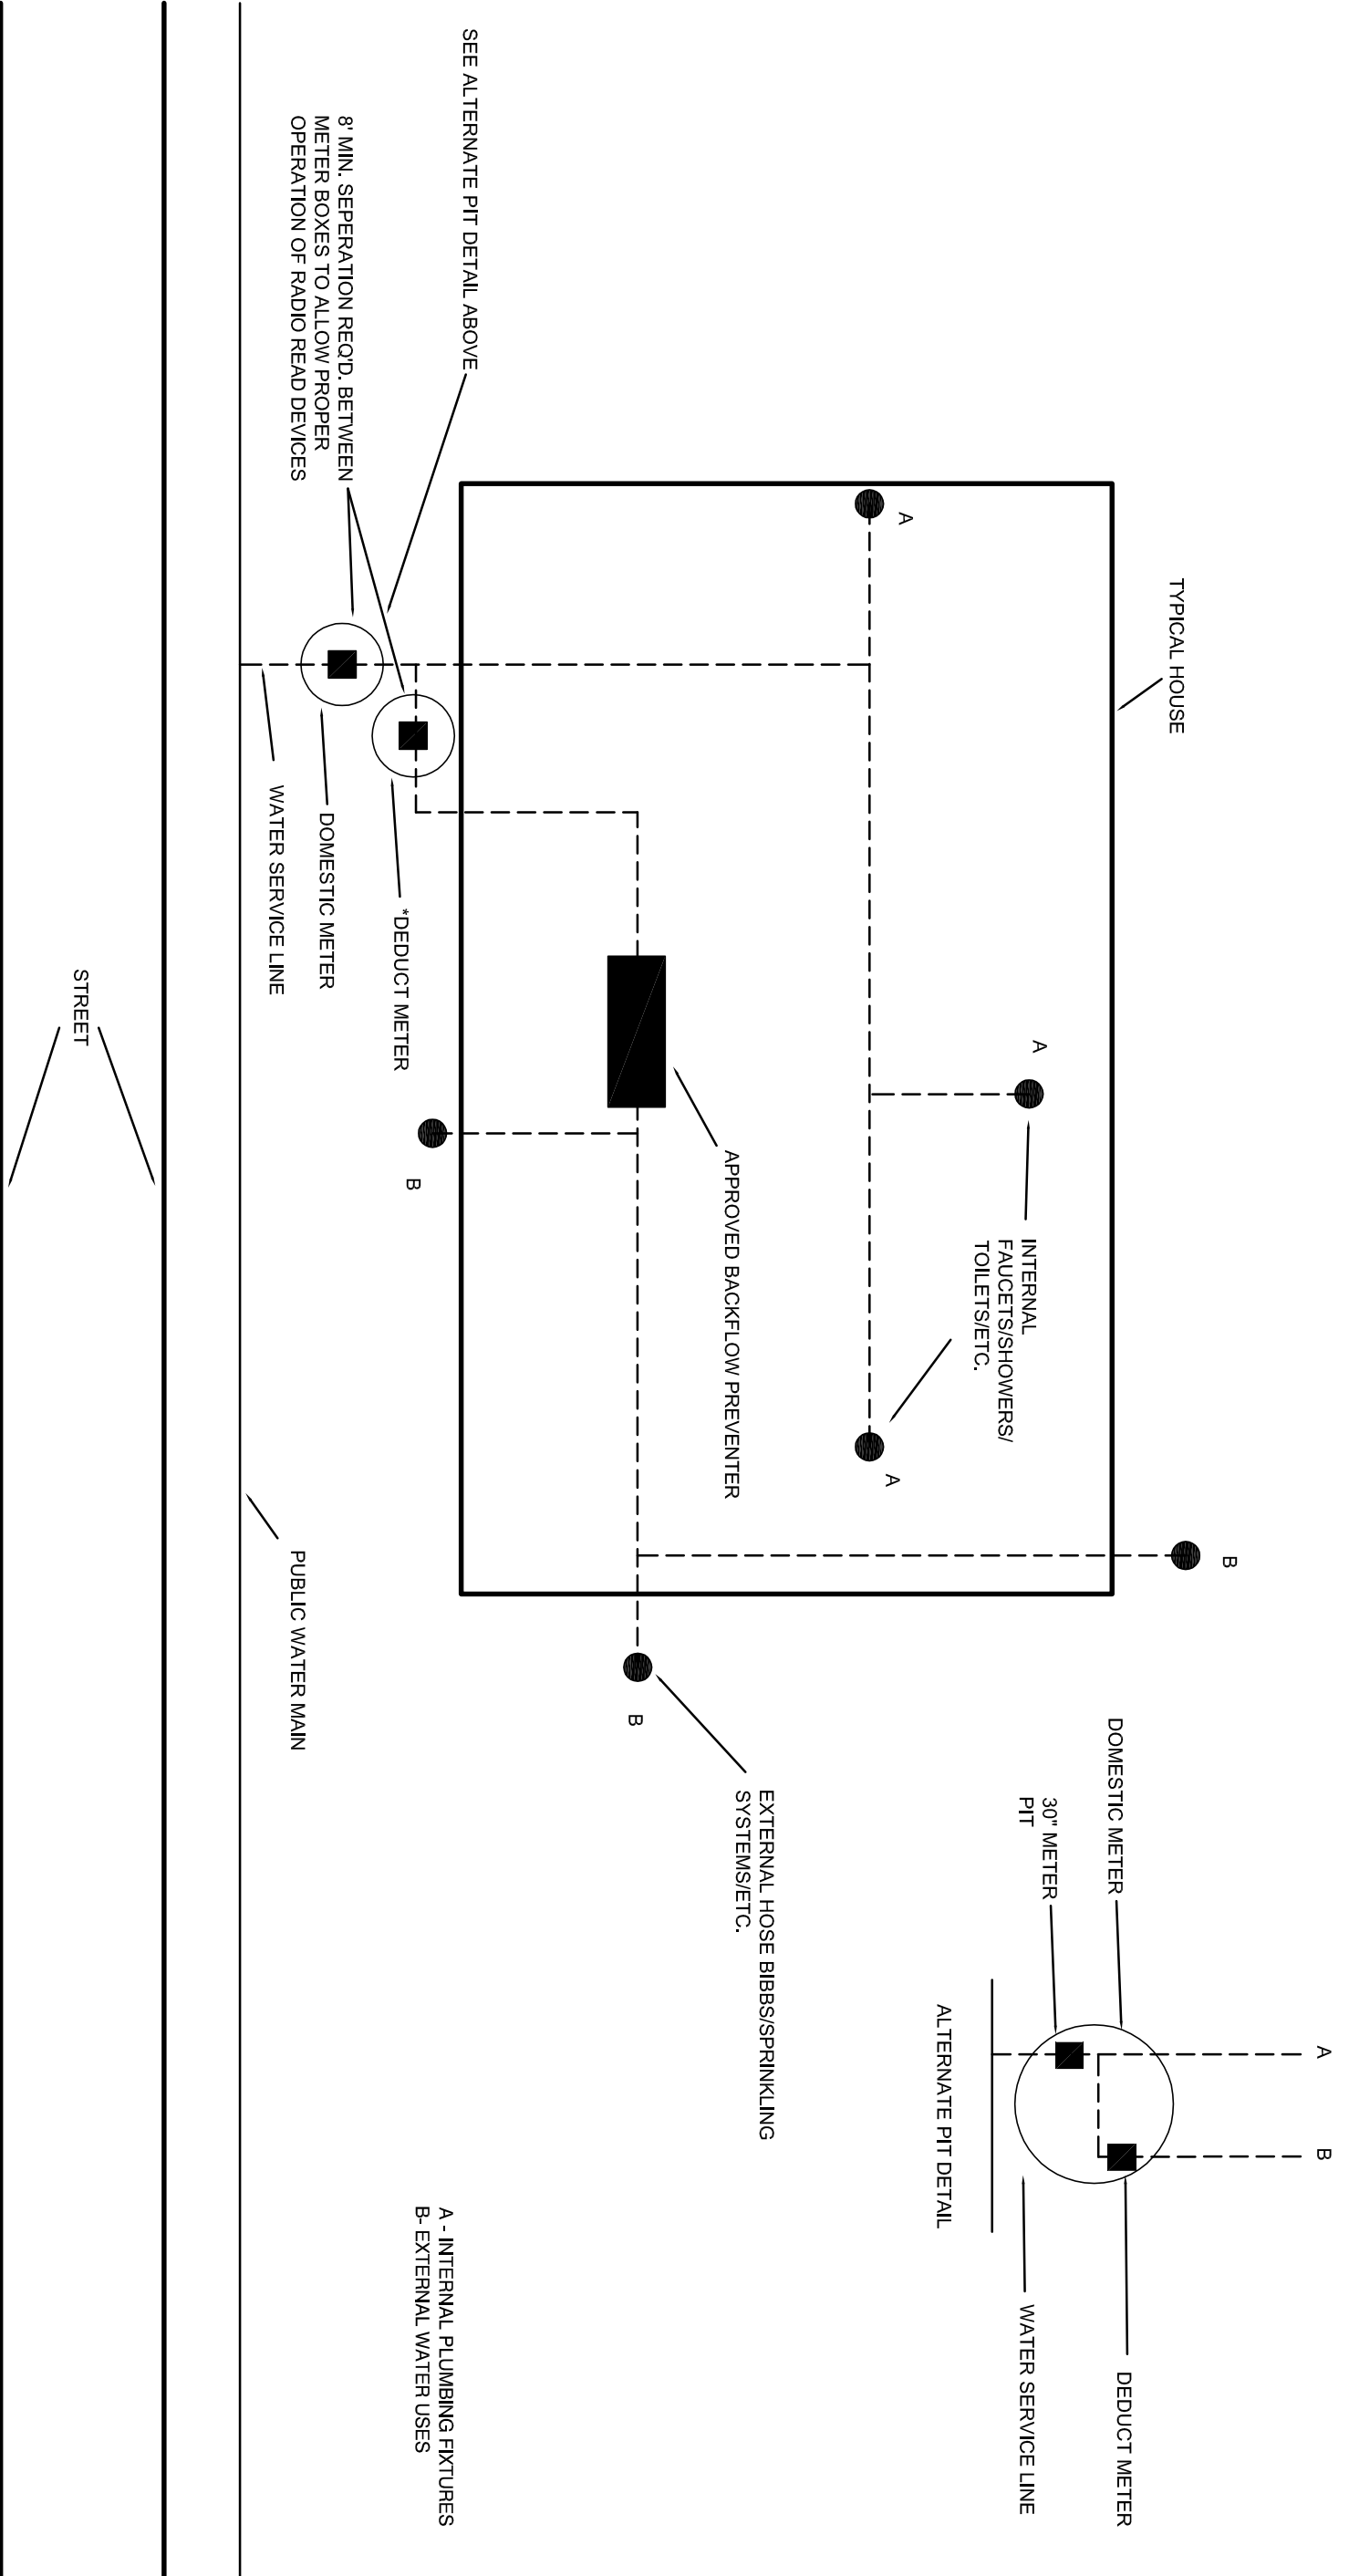 A
B
B
TYPICAL HOUSE
DOMESTIC METER
30" METER
PIT
DEDUCT METER
WATER SERVICE LINE
ALTERNATE PIT DETAIL
A
INTERNAL
FAUCETS/SHOWERS/
TOILETS/ETC.
A
A
APPROVED BACKFLOW PREVENTER
EXTERNAL HOSE BIBBS/SPRINKLING
SYSTEMS/ETC.
B
SEE ALTERNATE PIT DETAIL ABOVE
B
A - INTERNAL PLUMBING FIXTURES
B- EXTERNAL WATER USES
*DEDUCT METER
8' MIN. SEPERATION REQ'D. BETWEEN
METER BOXES TO ALLOW PROPER
OPERATION OF RADIO READ DEVICES
DOMESTIC METER
WATER SERVICE LINE
PUBLIC WATER MAIN
STREET